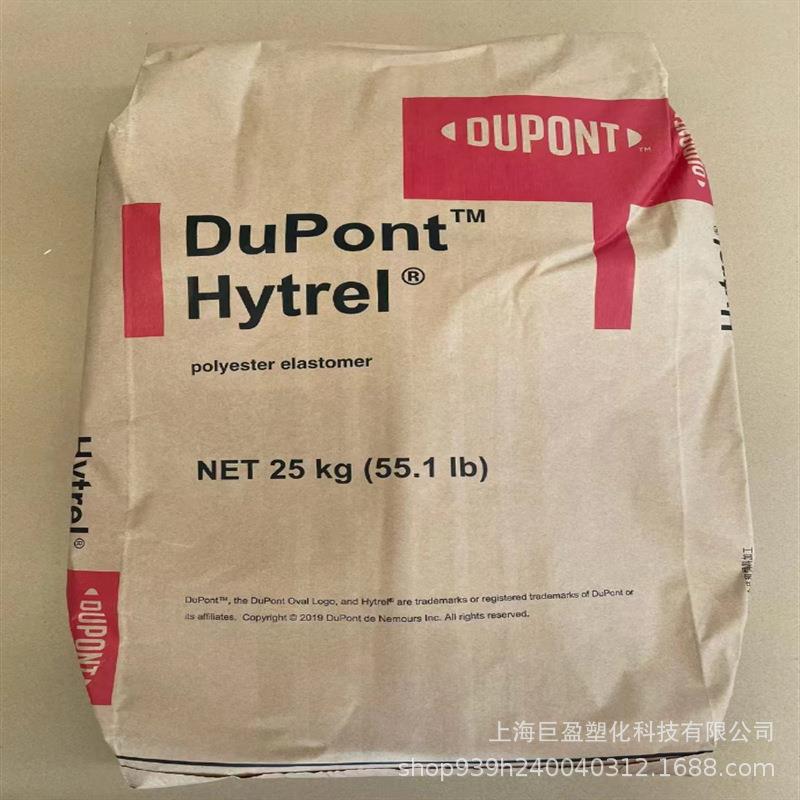 DUPONT™
DUPONT
DuPont™
Hytrel®
polyester elastomer
NET 25 kg (55.1 lb)
Hytrel®
DUPONT
DuPont™, the DuPont Oval Logo, and Hytrel® are trademarks or registered trademarks of DuPont or
its affiliates. Copyright © 2019 DuPont de Nemours Inc. All rights reserved.
上海巨盈塑化科技有限公司
shop939h240040312.1688.com